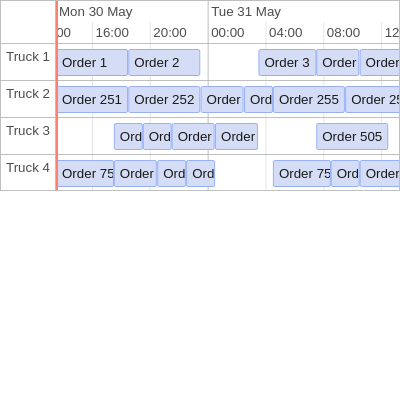 Mon 30 May Tue 31 May
00 16:00 20:00 00:00 04:00 08:00 12
Truck 1 Order 1 Order 2 Order 3 Order Order
Truck 2 Order 251 Order 252 Order Ord Order 255 Order 25
Truck 3 Ord Ord Order Order Order 505
Truck 4 Order 75 Order Ord Ord Order 75 Ord Order